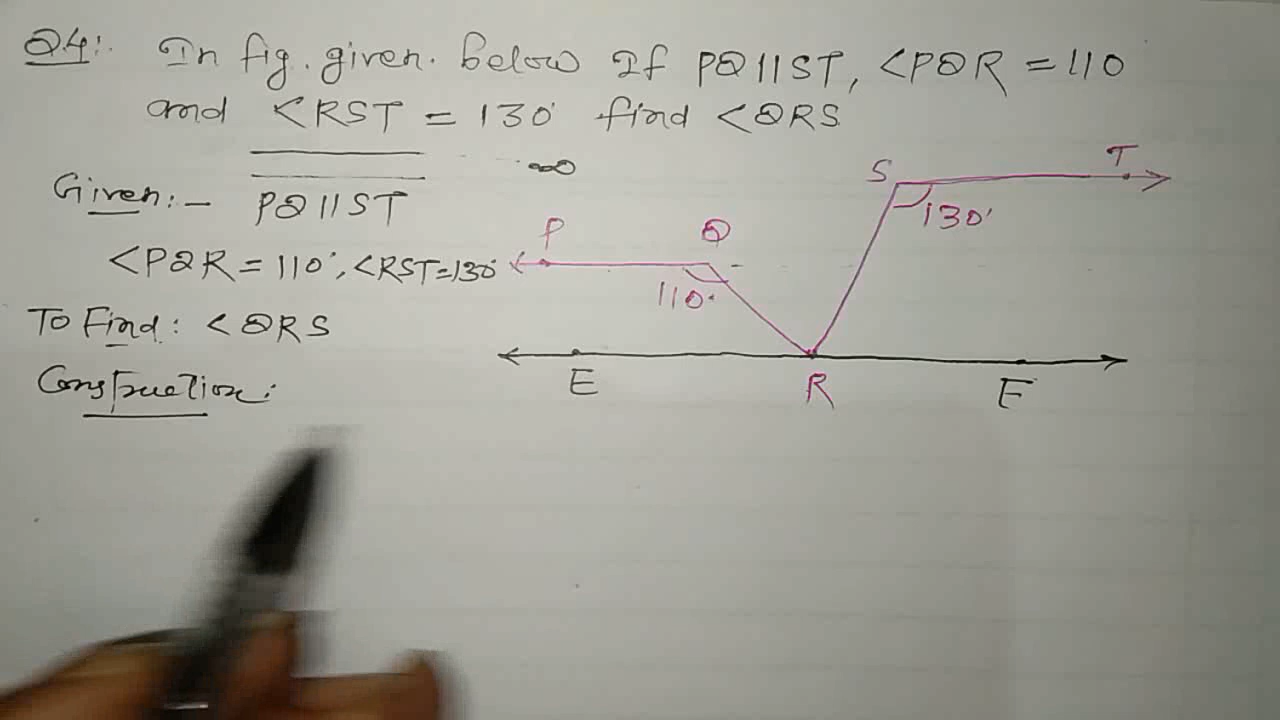 Q4:. In fig. given. below If PQ||ST, <PQR = 110
and <RST = 130° find <QRS
Given:- PQ||ST
<PQR = 110°, <RST=130°
To Find: <QRS
Construction:
P
Q
110°
S
T
130°
E
R
F